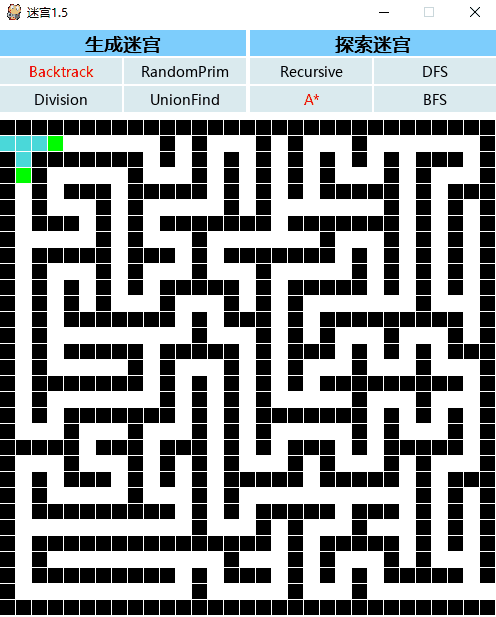 迷宫1.5
生成迷宫 探索迷宫
Backtrack RandomPrim Recursive DFS
Division UnionFind A* BFS